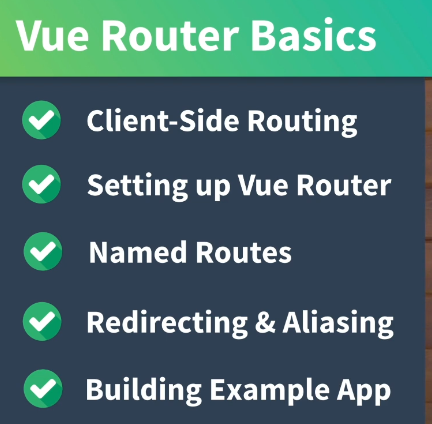 Vue Router Basics
Client-Side Routing
Setting up Vue Router
Named Routes
Redirecting & Aliasing
Building Example App